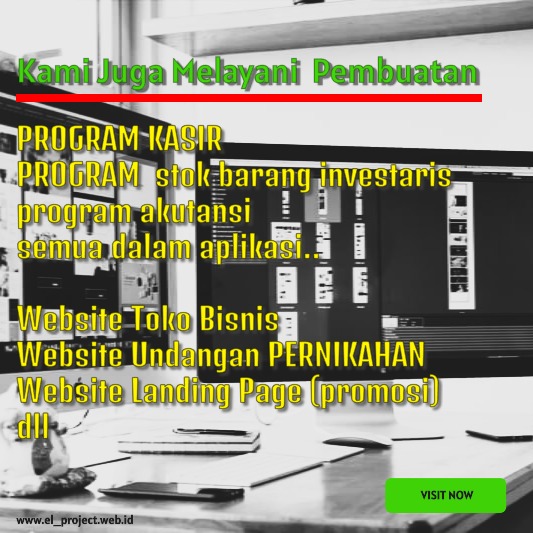 Kami Juga Melayani Pembuatan
PROGRAM KASIR
PROGRAM stok barang investaris
program akutansi
semua dalam aplikasi..
Website Toko Bisnis
Website Undangan PERNIKAHAN
Website Landing Page (promosi)
dll
VISIT NOW
www.el_project.web.id